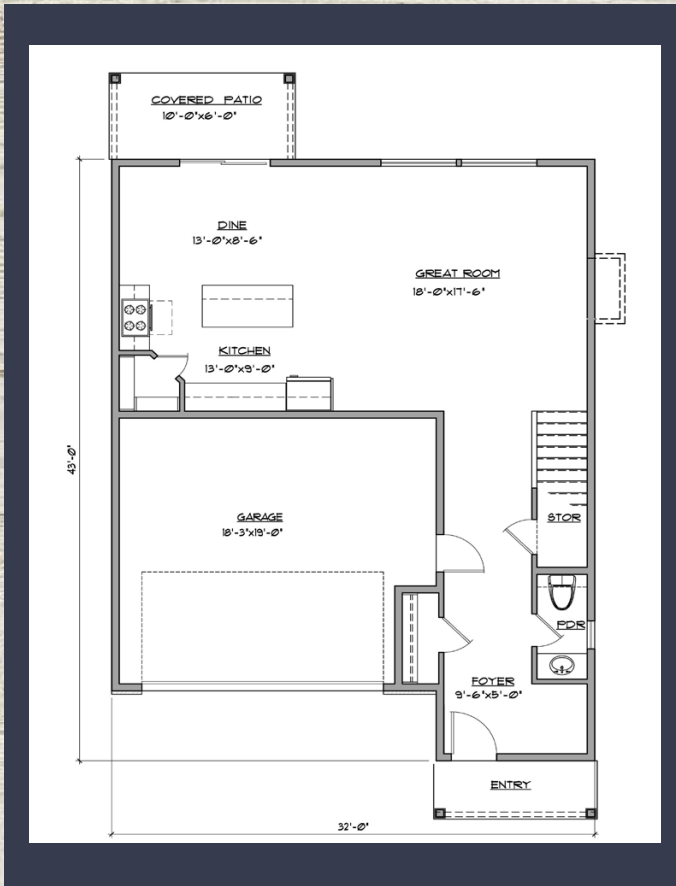 COVERED PATIO
10'-0"x6'-0"
DINE
13'-0"x8'-6"
GREAT ROOM
18'-0"x17'-6"
KITCHEN
13'-0"x9'-0"
43'-0"
GARAGE
18'-3"x19'-0"
STOR
PDR
FOYER
9'-6"x5'-0"
ENTRY
32'-0"